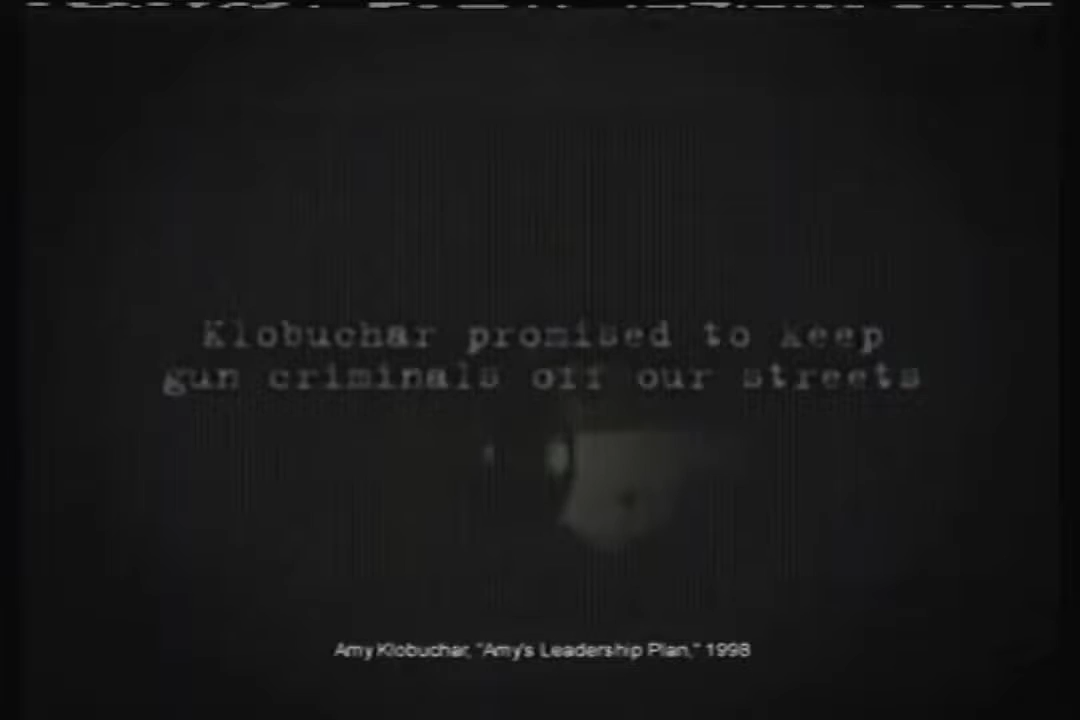 Klobuchar promised to keep
gun criminals off our streets
Amy Klobuchar, "Amy's Leadership Plan," 1998